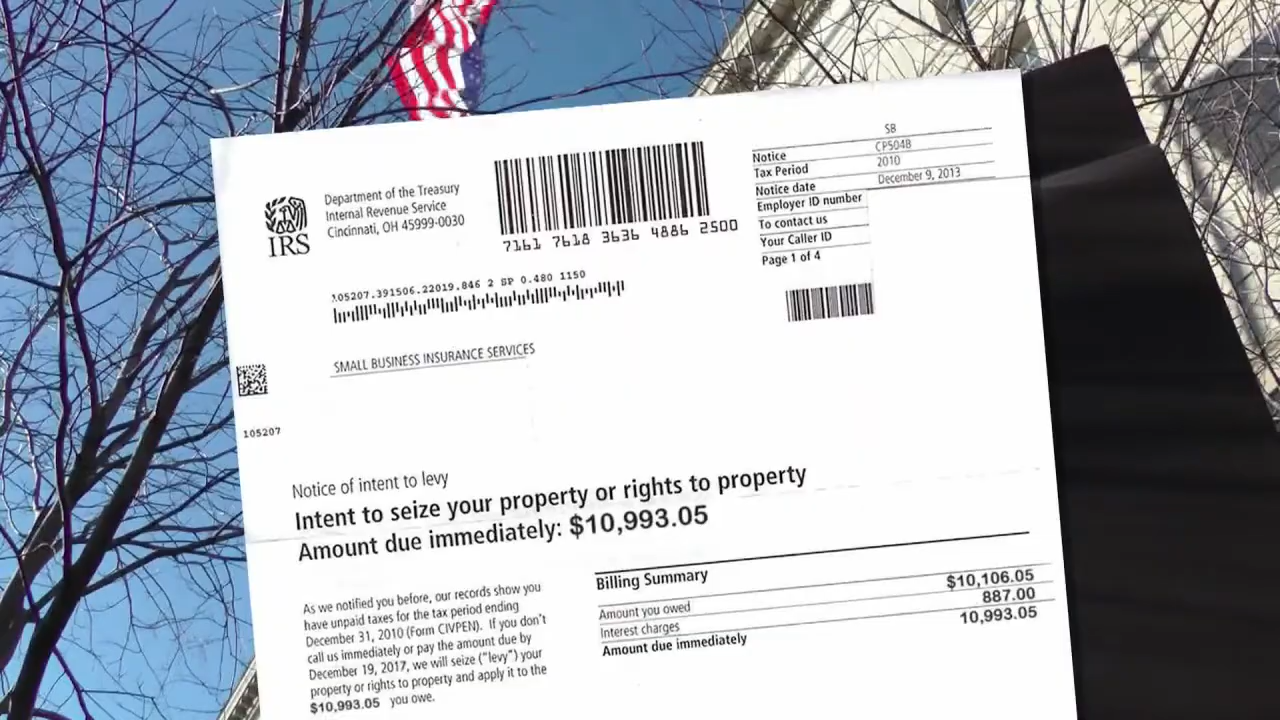 IRS
Department of the Treasury
Internal Revenue Service
Cincinnati, OH 45999-0030
7161 7618 3636 4886 2500
SB
Notice CP504B
Tax Period 2010
Notice date December 9, 2013
Employer ID number
To contact us
Your Caller ID
Page 1 of 4
105207.391506.22019.846 2 SP 0.480 1150
SMALL BUSINESS INSURANCE SERVICES
105207
Notice of intent to levy
Intent to seize your property or rights to property
Amount due immediately: $10,993.05
As we notified you before, our records show you
have unpaid taxes for the tax period ending
December 31, 2010 (Form CIVPEN). If you don't
call us immediately or pay the amount due by
December 19, 2017, we will seize ("levy") your
property or rights to property and apply it to the
$10,993.05 you owe.
Billing Summary
Amount you owed $10,106.05
Interest charges 887.00
Amount due immediately 10,993.05